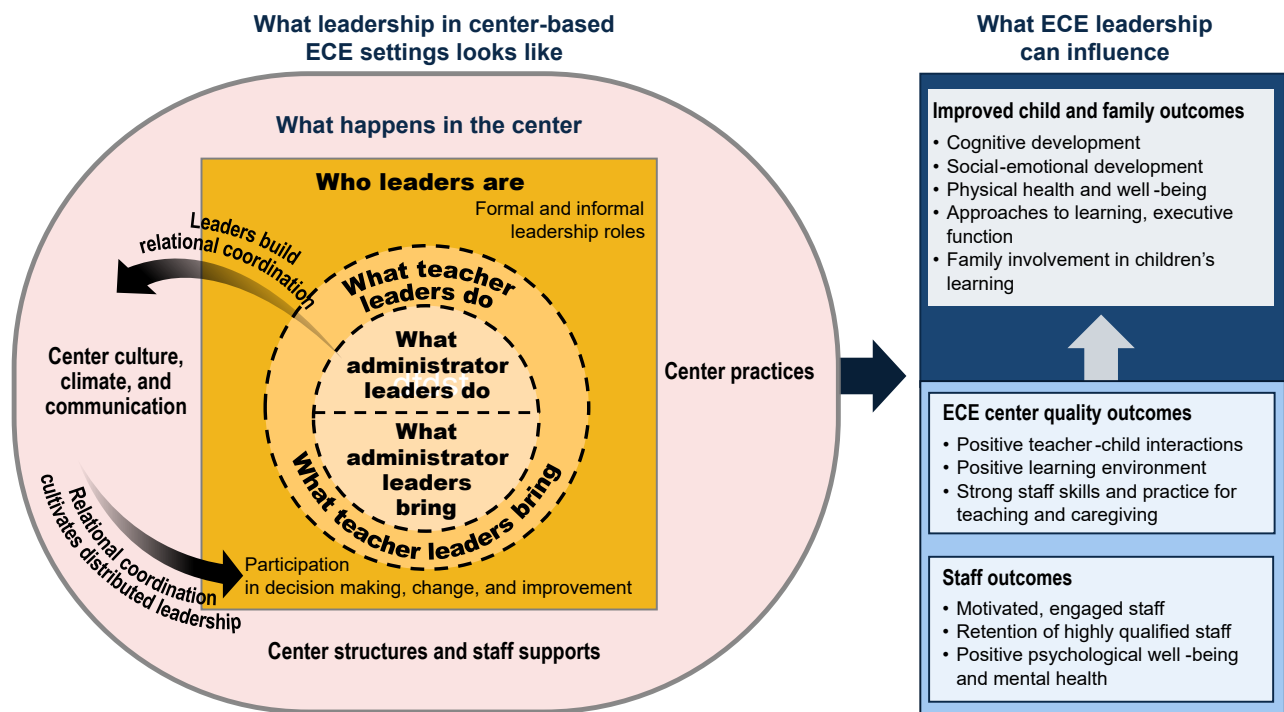 What leadership in center-based
ECE settings looks like
What happens in the center
Who leaders are
Formal and informal
leadership roles
Leaders build
relational coordination
What teacher
leaders do
What
administrator
leaders do
What
administrator
leaders
bring
What teacher leaders bring
Center culture,
climate, and
communication
Center practices
Relational coordination
cultivates distributed leadership
Participation
in decision making, change, and improvement
Center structures and staff supports
What ECE leadership
can influence
Improved child and family outcomes
• Cognitive development
• Social-emotional development
• Physical health and well -being
• Approaches to learning, executive
function
• Family involvement in children’s
learning
ECE center quality outcomes
• Positive teacher-child interactions
• Positive learning environment
• Strong staff skills and practice for
teaching and caregiving
Staff outcomes
• Motivated, engaged staff
• Retention of highly qualified staff
• Positive psychological well -being
and mental health